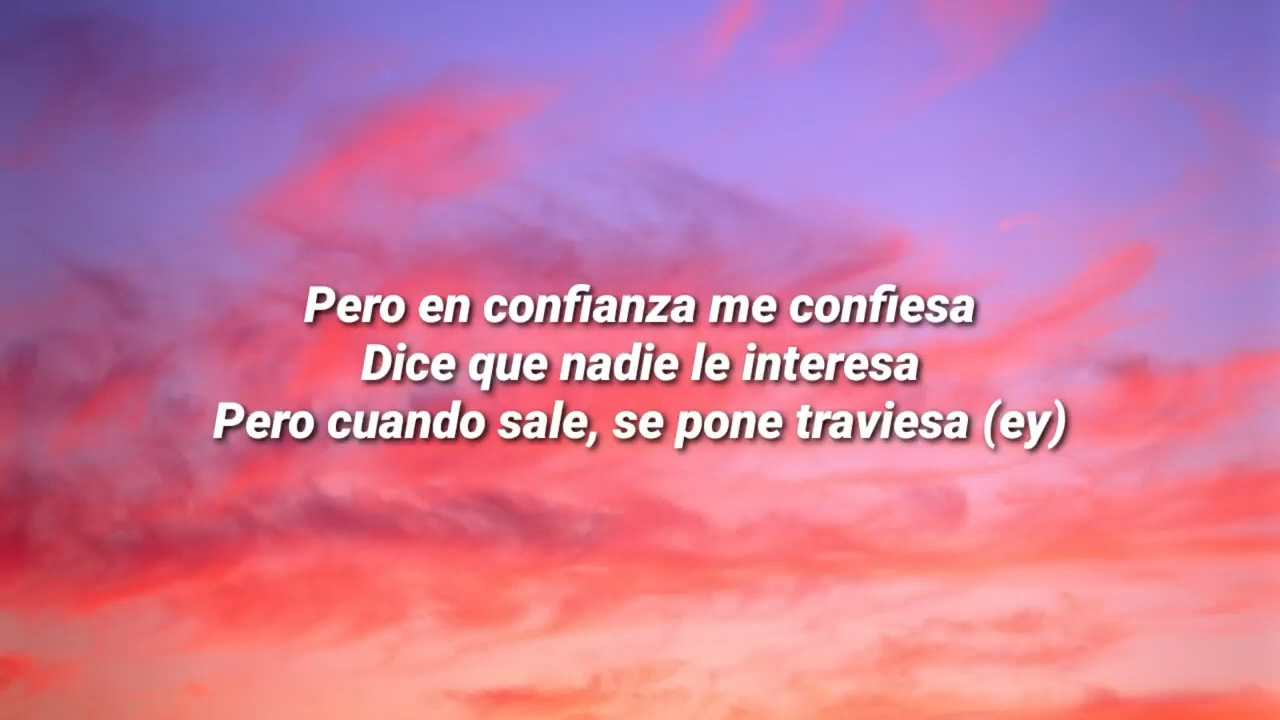 Pero en confianza me confiesa
Dice que nadie le interesa
Pero cuando sale, se pone traviesa (ey)